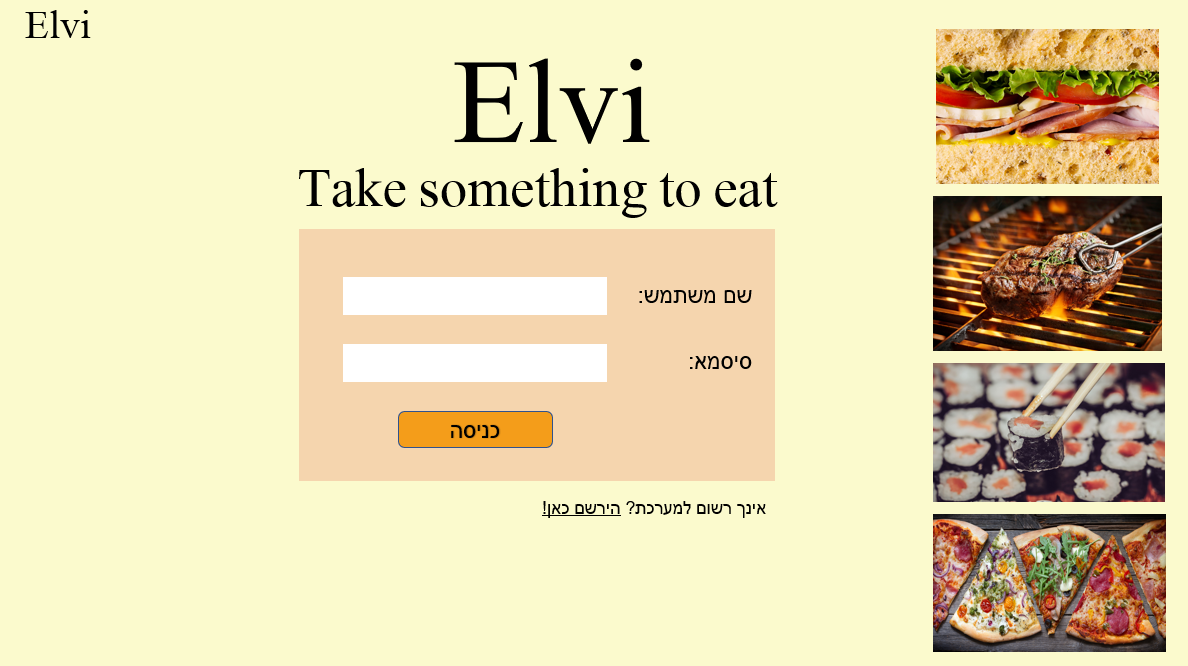 Elvi
Elvi
Take something to eat
שם משתמש:
סיסמא:
כניסה
אינך רשום למערכת? הירשם כאן!